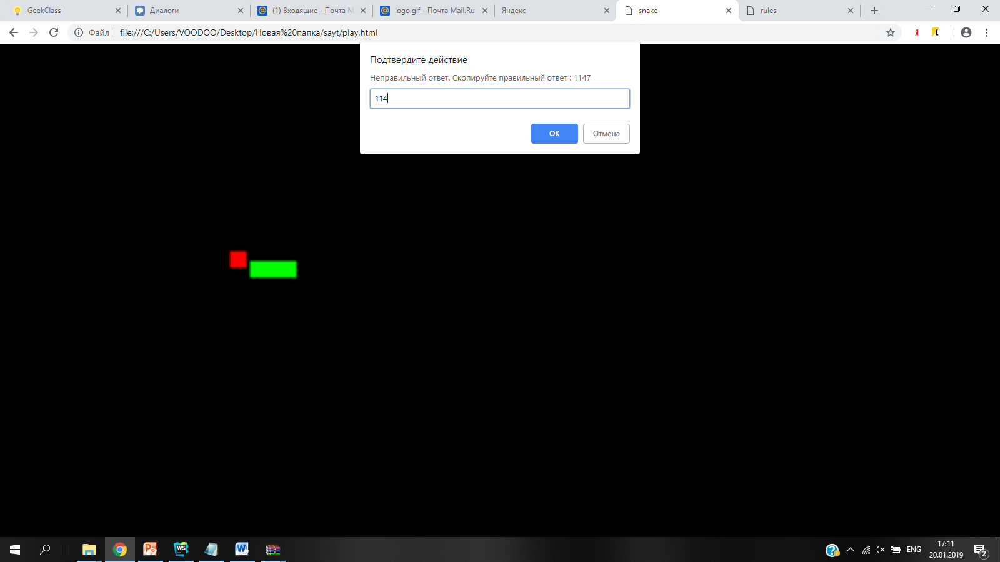 GeekClass
Диалоги
(1) Входящие - Почта M
logo.gif - Почта Mail.Ru
Яндекс
snake
rules
Файл
file:///C:/Users/VOODOO/Desktop/Новая%20папка/sayt/play.html
Я
L
Подтвердите действие
Неправильный ответ. Скопируйте правильный ответ : 1147
114
ОК
Отмена
P
WS
W
ENG
17:11
20.01.2019
2